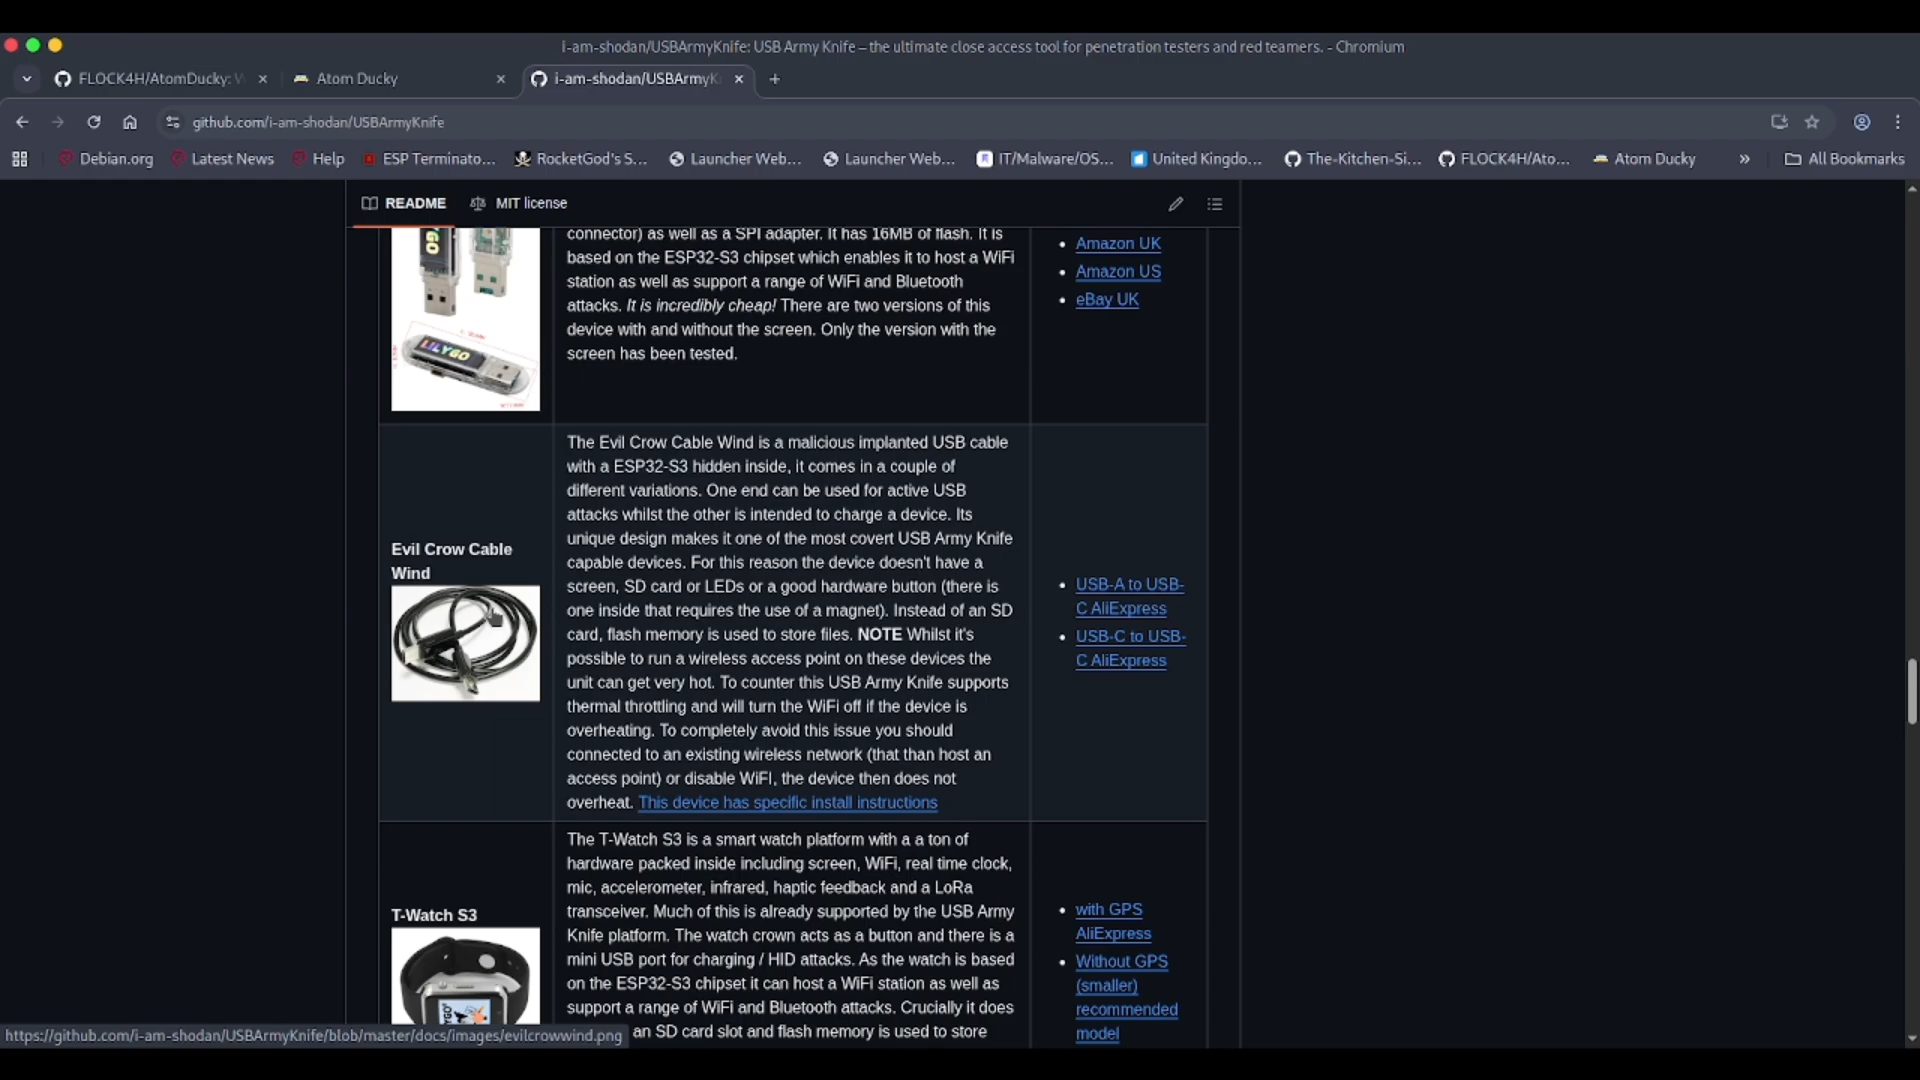 i-am-shodan/USBArmyKnife: USB Army Knife – the ultimate close access tool for penetration testers and red teamers. - Chromium
FLOCK4H/AtomDucky: W
Atom Ducky
i-am-shodan/USBArmyK
github.com/i-am-shodan/USBArmyKnife
Debian.org
Latest News
Help
ESP Terminato...
RocketGod's S...
Launcher Web...
Launcher Web...
IT/Malware/OS...
United Kingdo...
The-Kitchen-Si...
FLOCK4H/Ato...
Atom Ducky
»
All Bookmarks
README
MIT license
LILYGO
connector) as well as a SPI adapter. It has 16MB of flash. It is
based on the ESP32-S3 chipset which enables it to host a WiFi
station as well as support a range of WiFi and Bluetooth
attacks. It is incredibly cheap! There are two versions of this
device with and without the screen. Only the version with the
screen has been tested.
• Amazon UK
• Amazon US
• eBay UK
Evil Crow Cable
Wind
The Evil Crow Cable Wind is a malicious implanted USB cable
with a ESP32-S3 hidden inside, it comes in a couple of
different variations. One end can be used for active USB
attacks whilst the other is intended to charge a device. Its
unique design makes it one of the most covert USB Army Knife
capable devices. For this reason the device doesn't have a
screen, SD card or LEDs or a good hardware button (there is
one inside that requires the use of a magnet). Instead of an SD
card, flash memory is used to store files. NOTE Whilst it's
possible to run a wireless access point on these devices the
unit can get very hot. To counter this USB Army Knife supports
thermal throttling and will turn the WiFi off if the device is
overheating. To completely avoid this issue you should
connected to an existing wireless network (that than host an
access point) or disable WiFI, the device then does not
overheat. This device has specific install instructions
• USB-A to USB-
C AliExpress
• USB-C to USB-
C AliExpress
T-Watch S3
The T-Watch S3 is a smart watch platform with a a ton of
hardware packed inside including screen, WiFi, real time clock,
mic, accelerometer, infrared, haptic feedback and a LoRa
transceiver. Much of this is already supported by the USB Army
Knife platform. The watch crown acts as a button and there is a
mini USB port for charging / HID attacks. As the watch is based
on the ESP32-S3 chipset it can host a WiFi station as well as
support a range of WiFi and Bluetooth attacks. Crucially it does
an SD card slot and flash memory is used to store
• with GPS
AliExpress
• Without GPS
(smaller)
recommended
model
https://github.com/i-am-shodan/USBArmyKnife/blob/master/docs/images/evilcrowwind.png